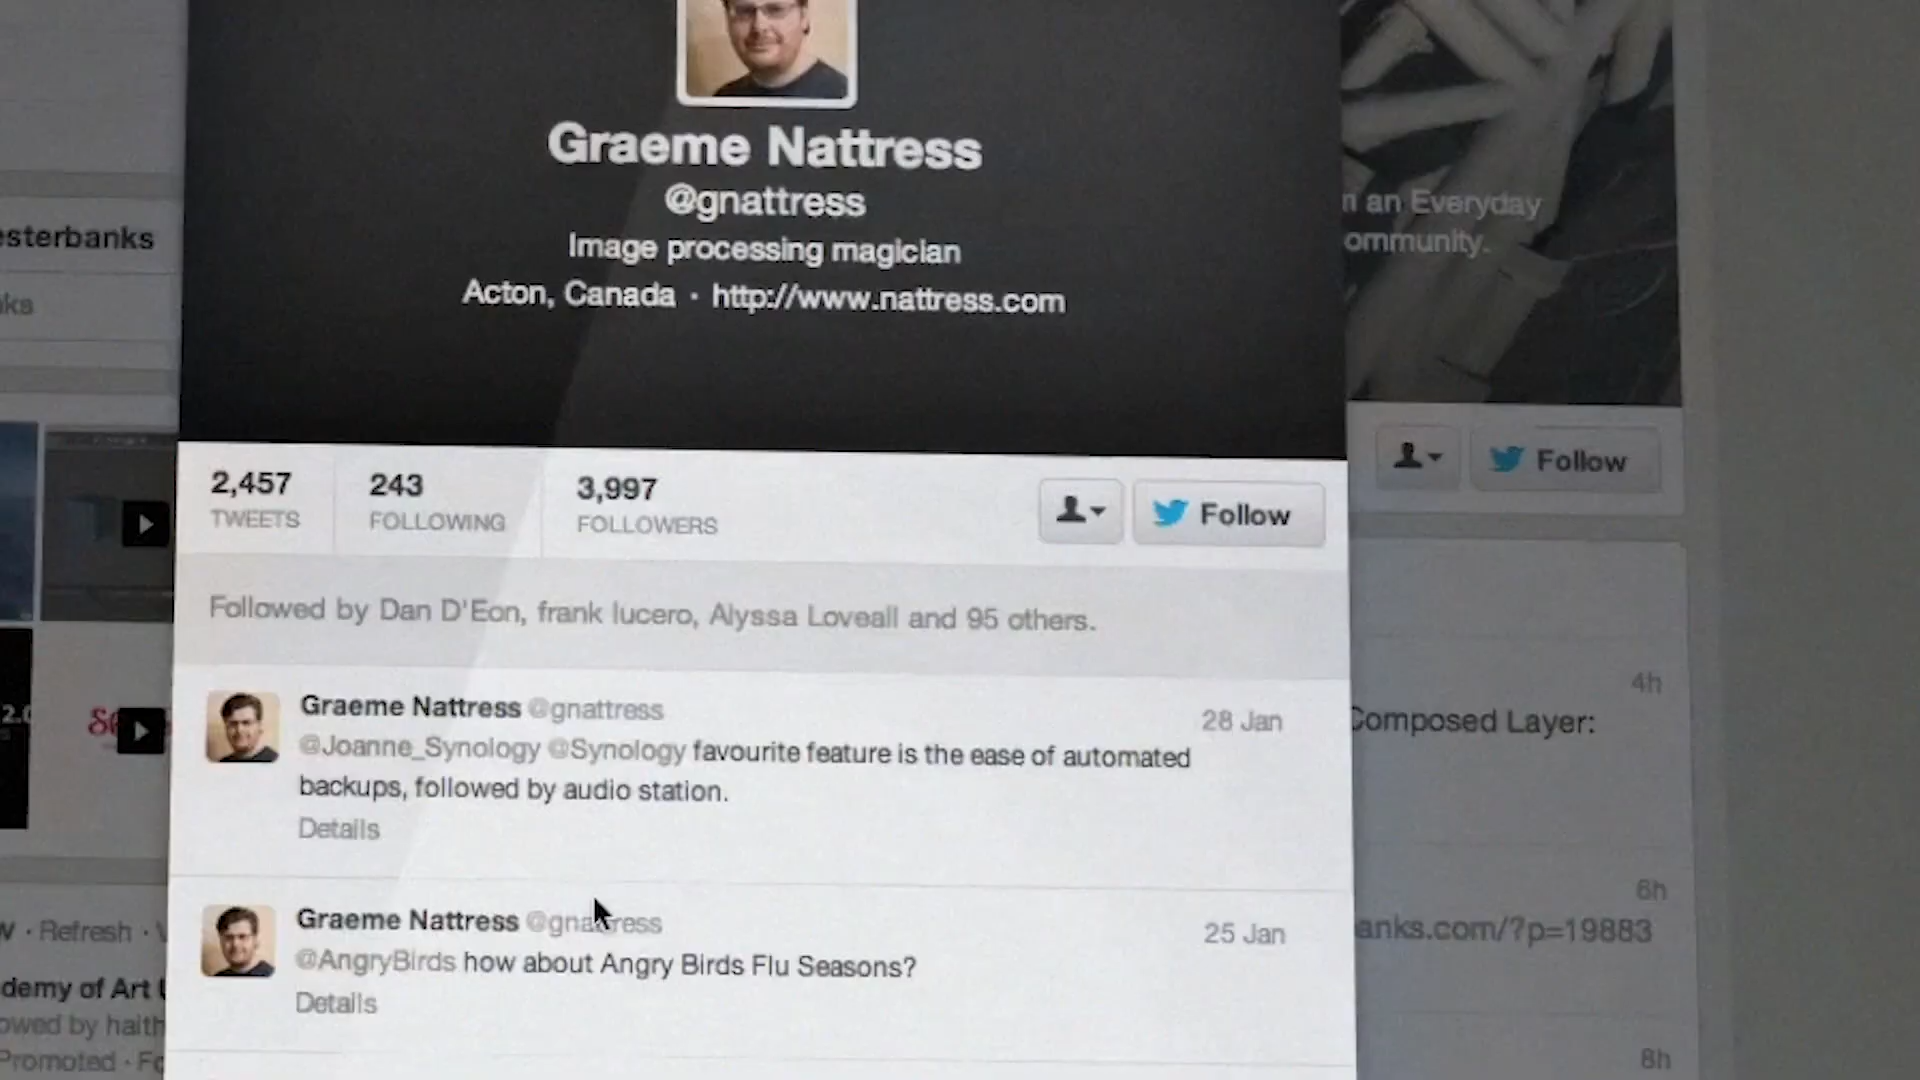 Graeme Nattress
@gnattress
Image processing magician
Acton, Canada · http://www.nattress.com
n an Everyday
ommunity.
esterbanks
ks
2,457
TWEETS
243
FOLLOWING
3,997
FOLLOWERS
Follow
Follow
Followed by Dan D'Eon, frank lucero, Alyssa Loveall and 95 others.
Graeme Nattress @gnattress
28 Jan
@Joanne_Synology @Synology favourite feature is the ease of automated
backups, followed by audio station.
Details
Graeme Nattress @gnattress
25 Jan
@AngryBirds how about Angry Birds Flu Seasons?
Details
4h
Composed Layer:
6h
anks.com/?p=19883
8h
· Refresh ·
demy of Art
owed by haith
Promoted · Fo